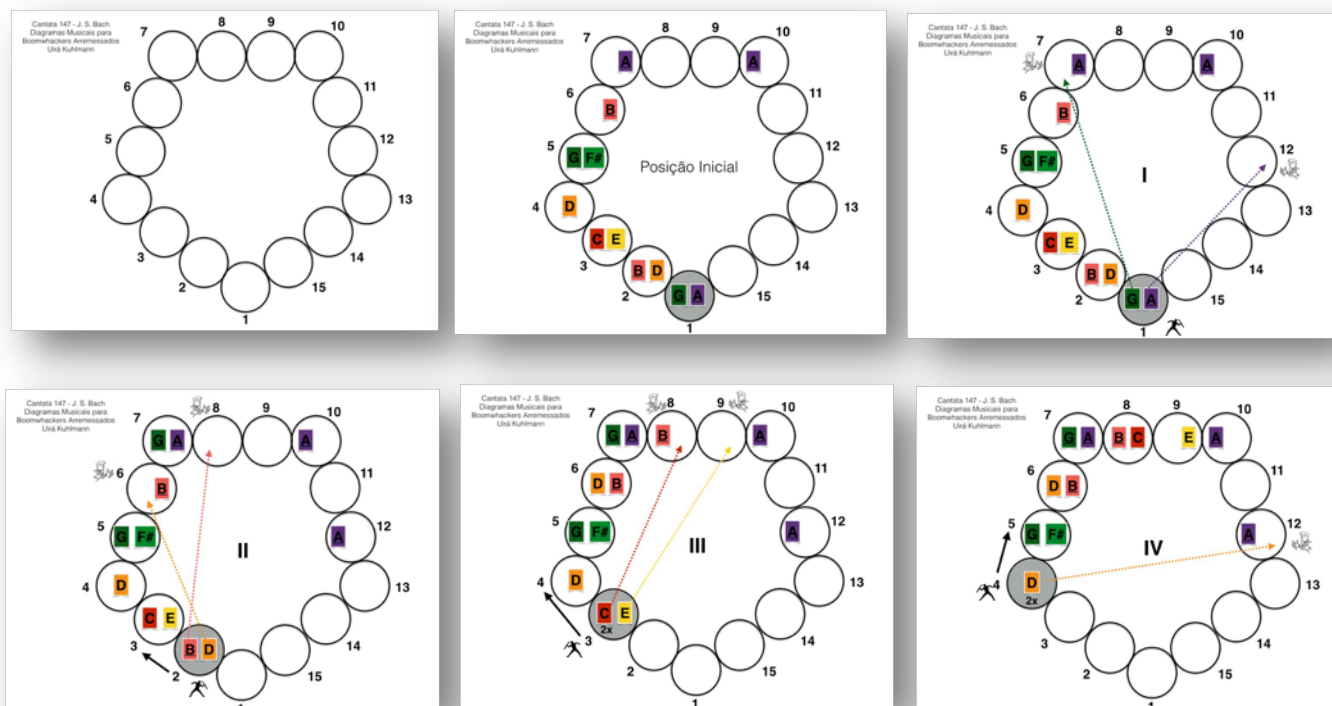 Cantata 147 - J. S. Bach
Diagramas Musicais para
Boomwhackers Arremessados
Uirá Kuhlmann
7
8
9
10
6
11
5
12
4
13
3
14
2
15
1
Cantata 147 - J. S. Bach
Diagramas Musicais para
Boomwhackers Arremessados
Uirá Kuhlmann
7
8
9
10
A
A
6
B
11
5
G F#
Posição Inicial
12
4
D
13
3
C E
14
2
B D
15
G A
1
Cantata 147 - J. S. Bach
Diagramas Musicais para
Boomwhackers Arremessados
Uirá Kuhlmann
7
8
9
10
A
A
6
B
11
5
G F#
I
12
4
D
13
3
C E
14
2
B D
15
G A
1
Cantata 147 - J. S. Bach
Diagramas Musicais para
Boomwhackers Arremessados
Uirá Kuhlmann
7
8
9
10
G A
A
6
B
11
5
G F#
II
A
12
4
D
13
3
C E
14
2
B D
15
1
Cantata 147 - J. S. Bach
Diagramas Musicais para
Boomwhackers Arremessados
Uirá Kuhlmann
7
8
9
10
G A
B
A
6
D B
11
5
G F#
III
A
12
4
D
13
3
C E
2x
14
2
15
1
Cantata 147 - J. S. Bach
Diagramas Musicais para
Boomwhackers Arremessados
Uirá Kuhlmann
7
8
9
10
G A
B C
E
A
6
D B
11
5
G F#
IV
A
12
4
D
2x
13
3
14
2
15
1